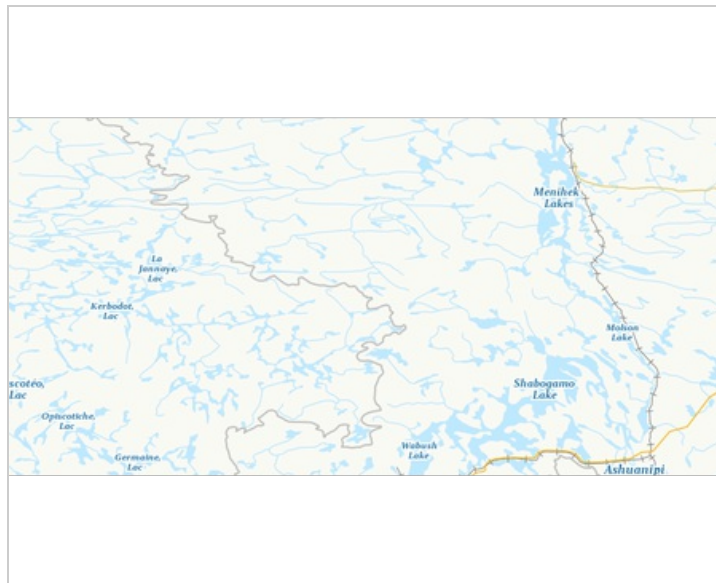 Menihek
Lakes
La
Jannaye,
Lac
Kerbodot,
Lac
Molson
Lake
scotéo,
Lac
Shabogamo
Lake
Opiscotiche,
Lac
Wabush
Lake
Germaine,
Lac
Ashuanipi